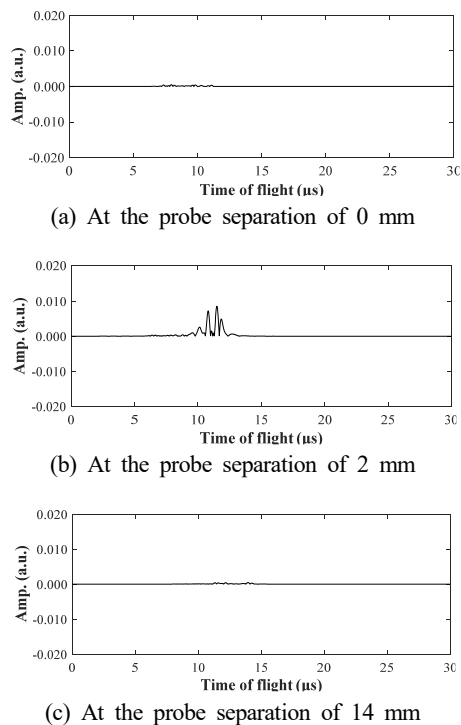 0.020
0.010
0.000
-0.010
-0.020
Amp. (a.u.)
0 5 10 15 20 25 30
Time of flight (μs)
(a) At the probe separation of 0 mm
0.020
0.010
0.000
-0.010
-0.020
Amp. (a.u.)
0 5 10 15 20 25 30
Time of flight (μs)
(b) At the probe separation of 2 mm
0.020
0.010
0.000
-0.010
-0.020
Amp. (a.u.)
0 5 10 15 20 25 30
Time of flight (μs)
(c) At the probe separation of 14 mm